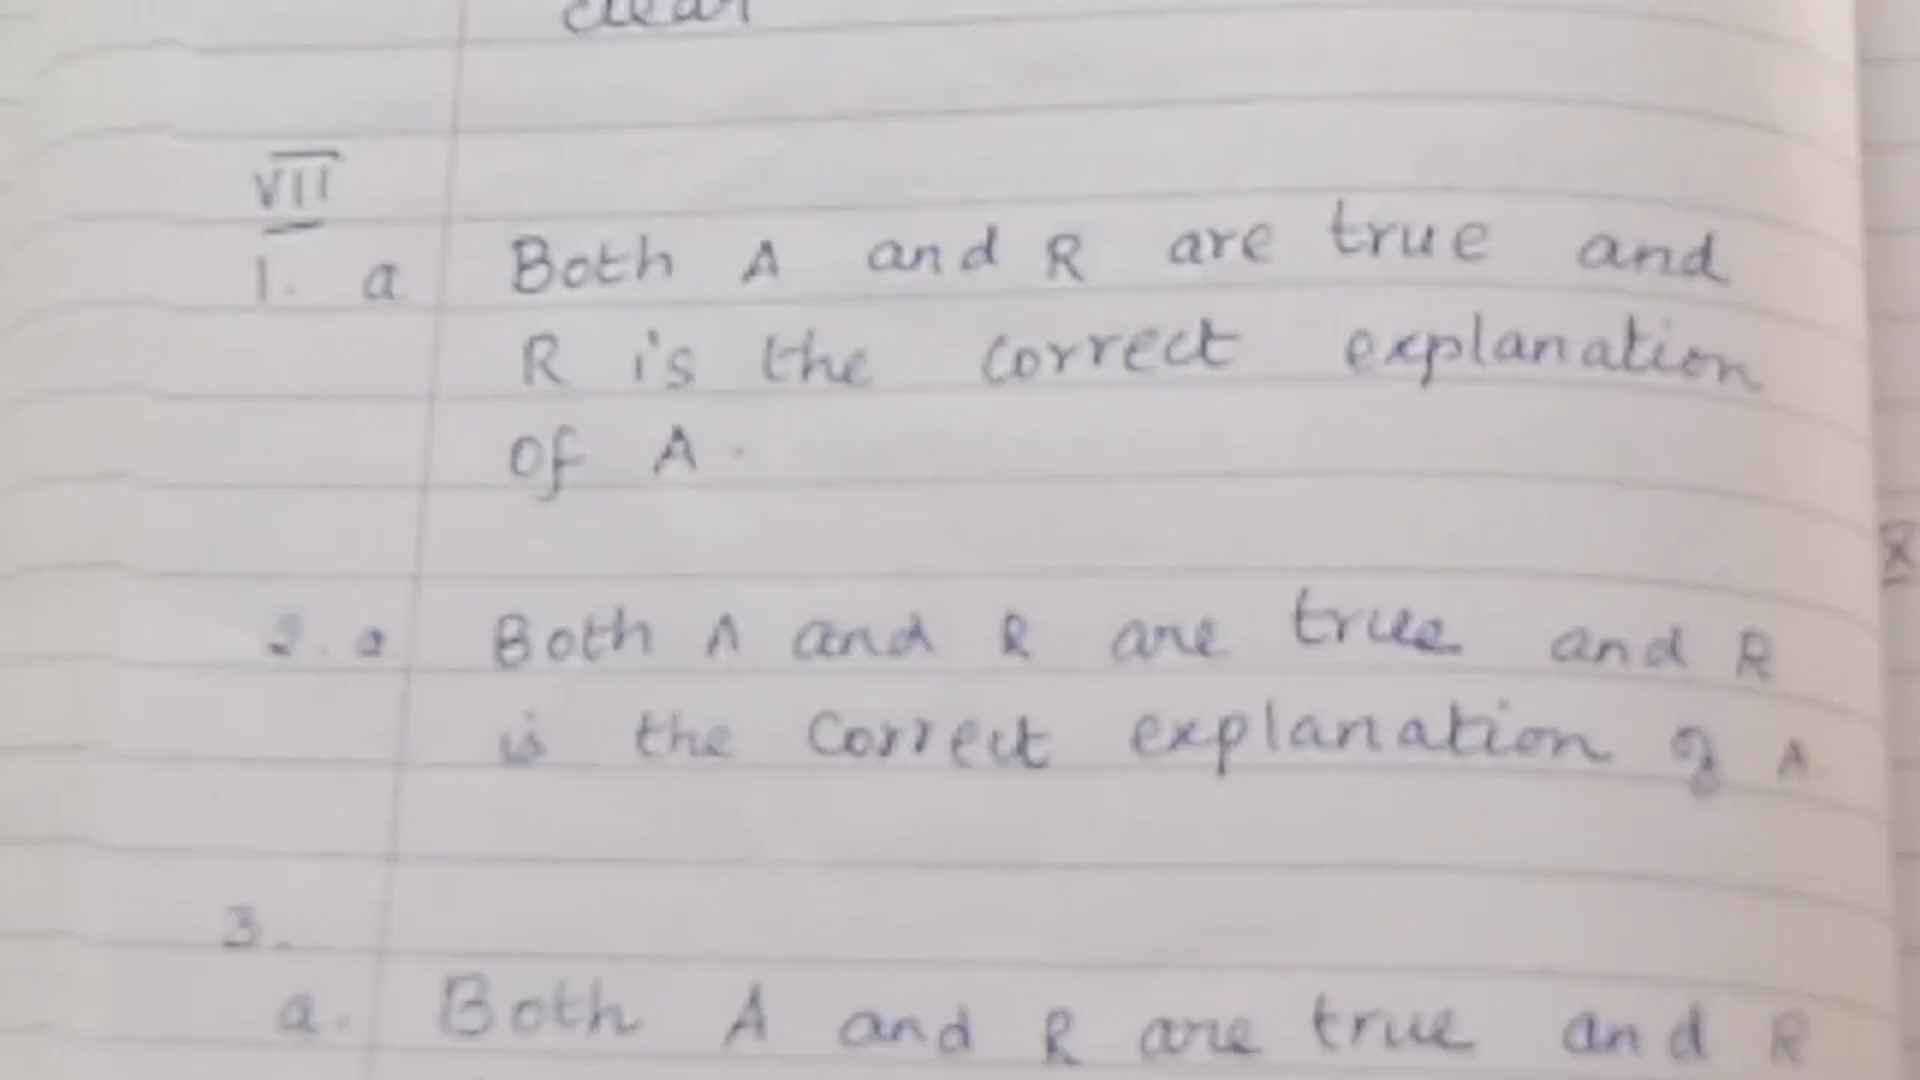 clear
VII
1. a Both A and R are true and
R is the correct explanation
of A.
2. a Both A and R are true and R
is the correct explanation of A
3.
a. Both A and R are true and R